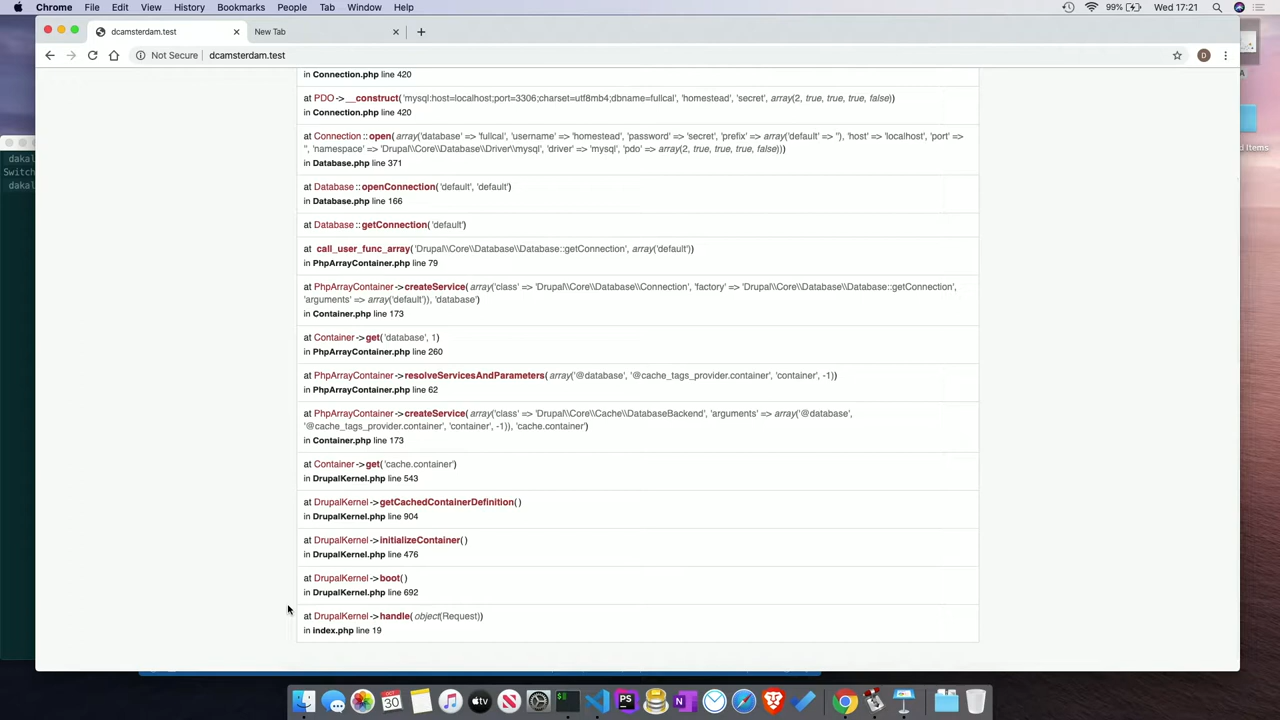 Chrome File Edit View History Bookmarks People Tab Window Help 99% Wed 17:21
dcamsterdam.test New Tab
Not Secure dcamsterdam.test D
in Connection.php line 420
at PDO->__construct('mysql:host=localhost;port=3306;charset=utf8mb4;dbname=fullcal', 'homestead', 'secret', array(2, true, true, true, false))
in Connection.php line 420
at Connection::open(array('database' => 'fullcal', 'username' => 'homestead', 'password' => 'secret', 'prefix' => array('default' => ''), 'host' => 'localhost', 'port' =>
'', 'namespace' => 'Drupal\\Core\\Database\\Driver\\mysql', 'driver' => 'mysql', 'pdo' => array(2, true, true, true, false)))
in Database.php line 371
at Database::openConnection('default', 'default')
in Database.php line 166
at Database::getConnection('default')
at call_user_func_array('Drupal\\Core\\Database\\Database::getConnection', array('default'))
in PhpArrayContainer.php line 79
at PhpArrayContainer->createService(array('class' => 'Drupal\\Core\\Database\\Connection', 'factory' => 'Drupal\\Core\\Database\\Database::getConnection',
'arguments' => array('default')), 'database')
in Container.php line 173
at Container->get('database', 1)
in PhpArrayContainer.php line 260
at PhpArrayContainer->resolveServicesAndParameters(array('@database', '@cache_tags_provider.container', 'container', -1))
in PhpArrayContainer.php line 62
at PhpArrayContainer->createService(array('class' => 'Drupal\\Core\\Cache\\DatabaseBackend', 'arguments' => array('@database',
'@cache_tags_provider.container', 'container', -1)), 'cache.container')
in Container.php line 173
at Container->get('cache.container')
in DrupalKernel.php line 543
at DrupalKernel->getCachedContainerDefinition()
in DrupalKernel.php line 904
at DrupalKernel->initializeContainer()
in DrupalKernel.php line 476
at DrupalKernel->boot()
in DrupalKernel.php line 692
at DrupalKernel->handle(object(Request))
in index.php line 19
dakal
Switch
dakal
d Items
OCT
30
PS